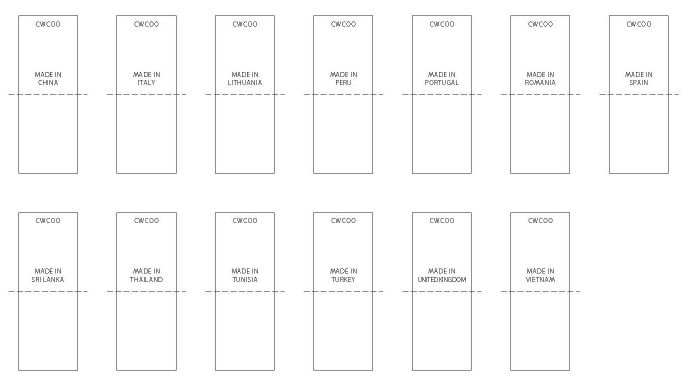 CWCOO
MADE IN
CHINA
CWCOO
MADE IN
ITALY
CWCOO
MADE IN
LITHUANIA
CWCOO
MADE IN
PERU
CWCOO
MADE IN
PORTUGAL
CWCOO
MADE IN
ROMANIA
CWCOO
MADE IN
SPAIN
CWCOO
MADE IN
SRI LANKA
CWCOO
MADE IN
THAILAND
CWCOO
MADE IN
TUNISIA
CWCOO
MADE IN
TURKEY
CWCOO
MADE IN
UNITED KINGDOM
CWCOO
MADE IN
VIETNAM